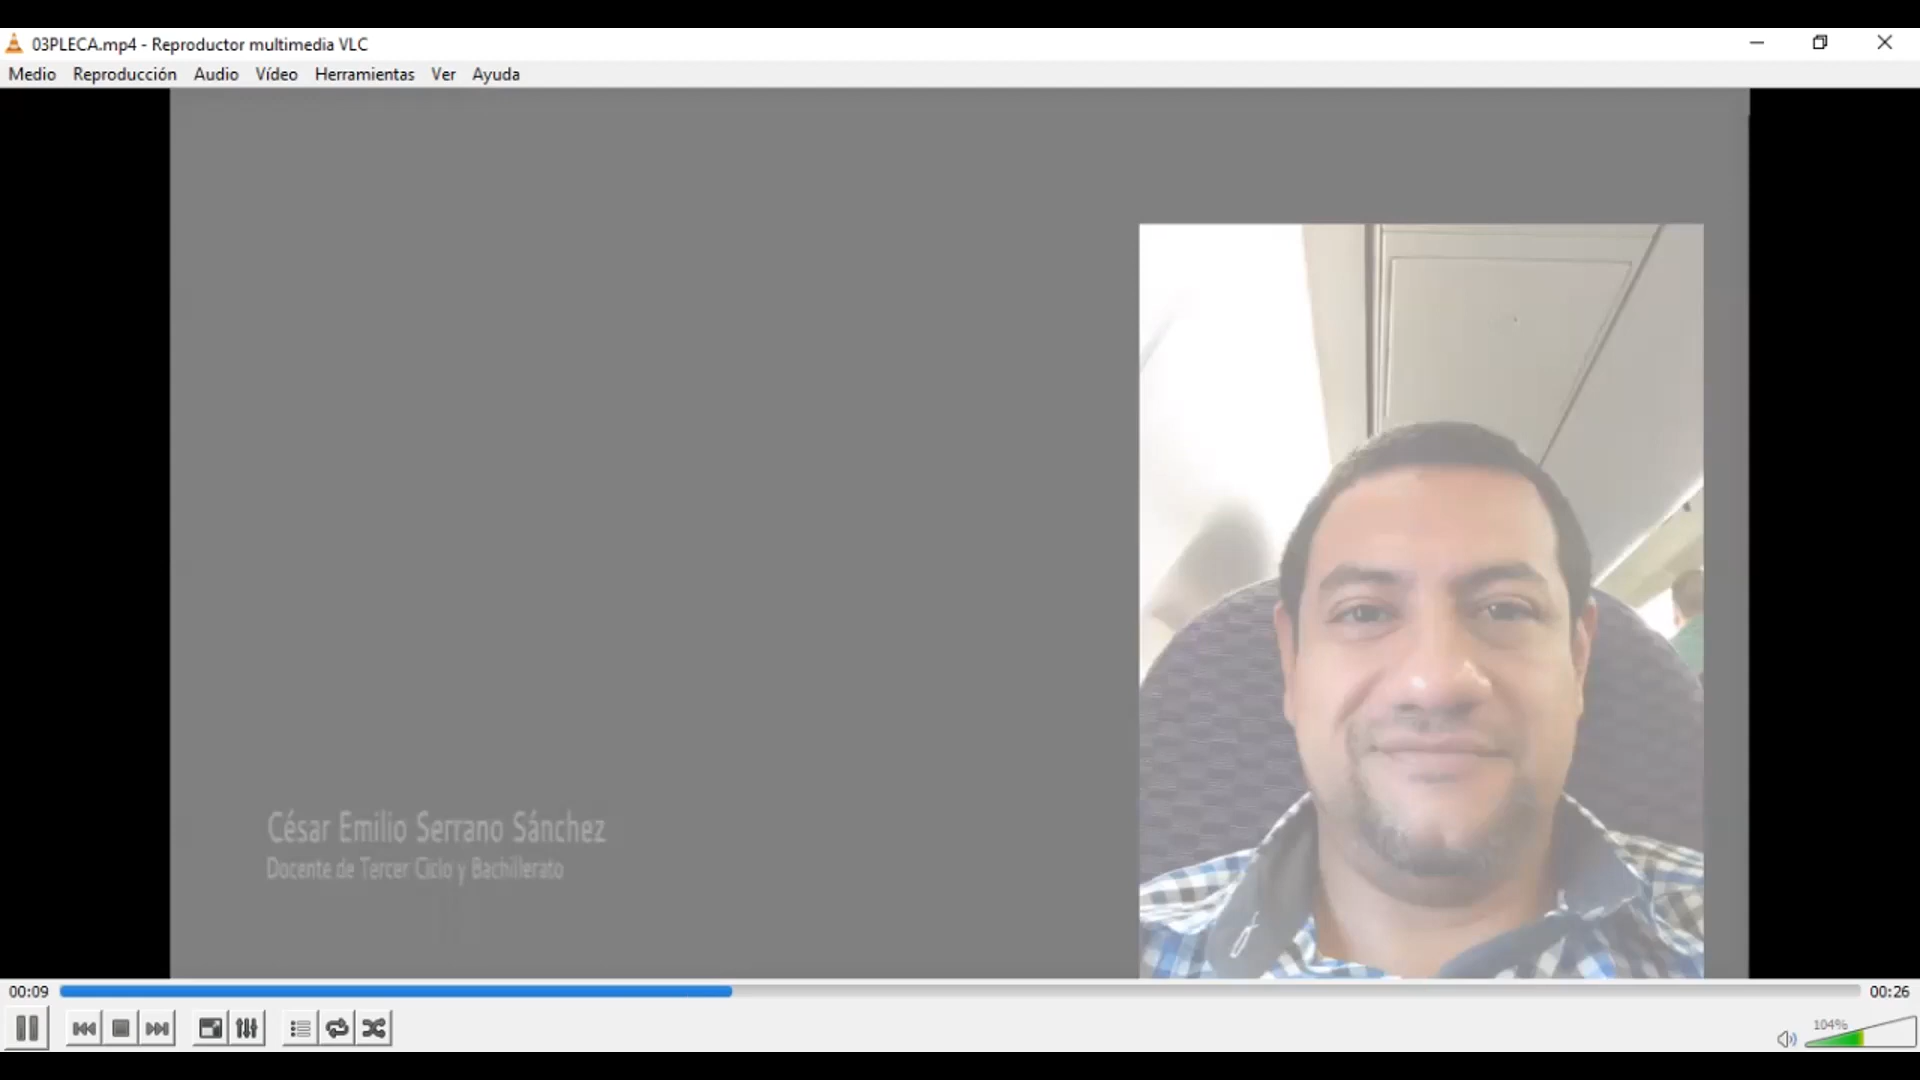 03PLECA.mp4 - Reproductor multimedia VLC
Medio Reproducción Audio Vídeo Herramientas Ver Ayuda
César Emilio Serrano Sánchez
Docente de Tercer Ciclo y Bachillerato
00:09 00:26
104%